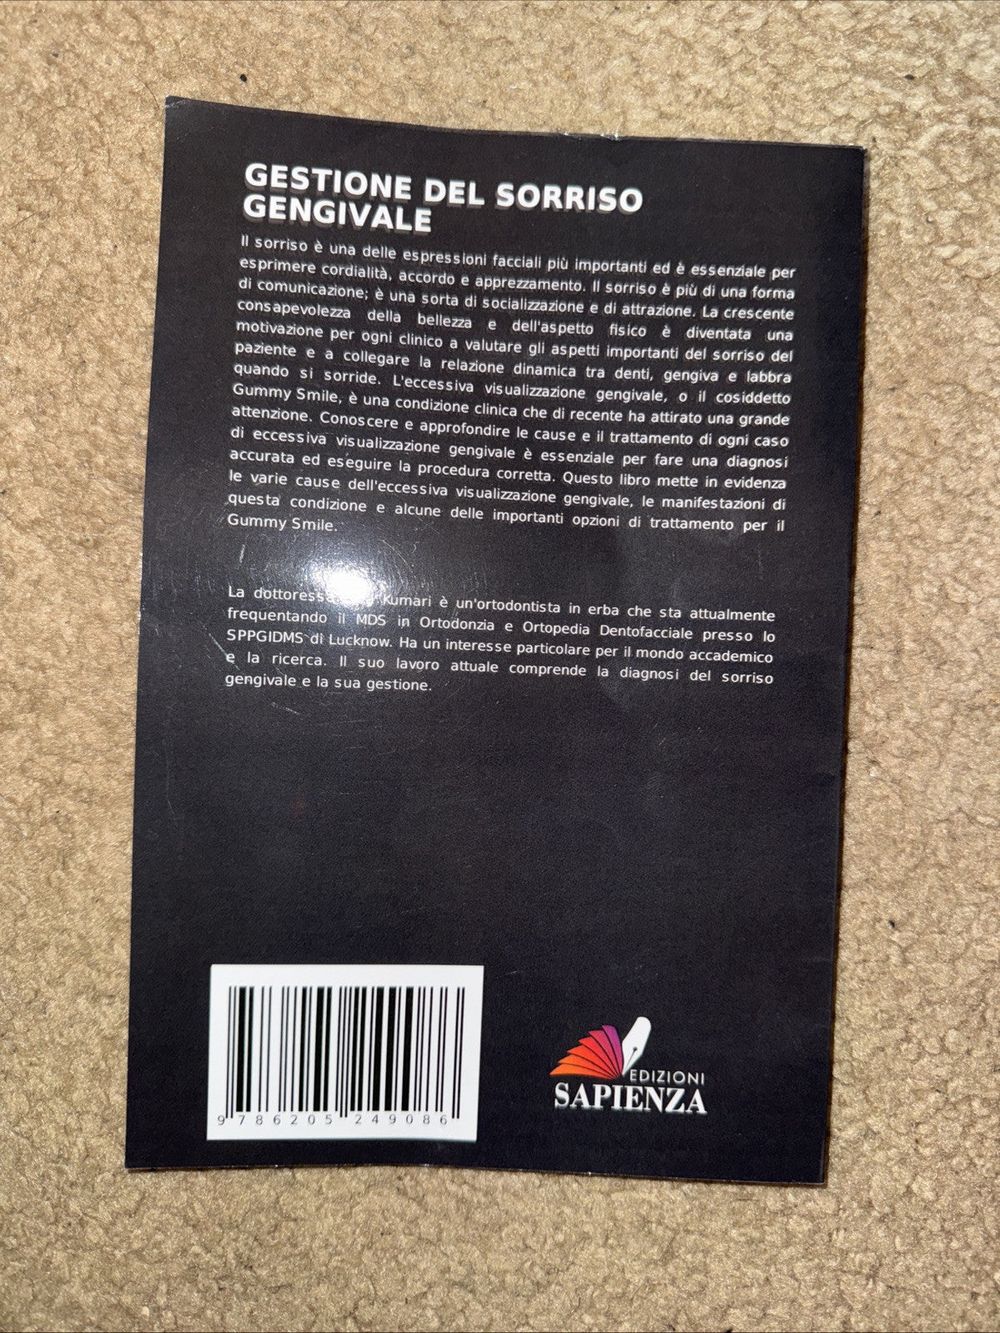 GESTIONE DEL SORRISO
GENGIVALE
Il sorriso è una delle espressioni facciali più importanti ed è essenziale per
esprimere cordialità, accordo e apprezzamento. Il sorriso è più di una forma
di comunicazione; è una sorta di socializzazione e di attrazione. La crescente
consapevolezza della bellezza e dell'aspetto fisico è diventata una
motivazione per ogni clinico a valutare gli aspetti importanti del sorriso del
paziente e a collegare la relazione dinamica tra denti, gengiva e labbra
quando si sorride. L'eccessiva visualizzazione gengivale, o il cosiddetto
Gummy Smile, è una condizione clinica che di recente ha attirato una grande
attenzione. Conoscere e approfondire le cause e il trattamento di ogni caso
di eccessiva visualizzazione gengivale è essenziale per fare una diagnosi
accurata ed eseguire la procedura corretta. Questo libro mette in evidenza
le varie cause dell'eccessiva visualizzazione gengivale, le manifestazioni di
questa condizione e alcune delle importanti opzioni di trattamento per il
Gummy Smile.
La dottoressa Kumari è un'ortodontista in erba che sta attualmente
frequentando il MDS in Ortodonzia e Ortopedia Dentofacciale presso lo
SPPGIDMS di Lucknow. Ha un interesse particolare per il mondo accademico
e la ricerca. Il suo lavoro attuale comprende la diagnosi del sorriso
gengivale e la sua gestione.
9 786205 249086
EDIZIONI
SAPIENZA